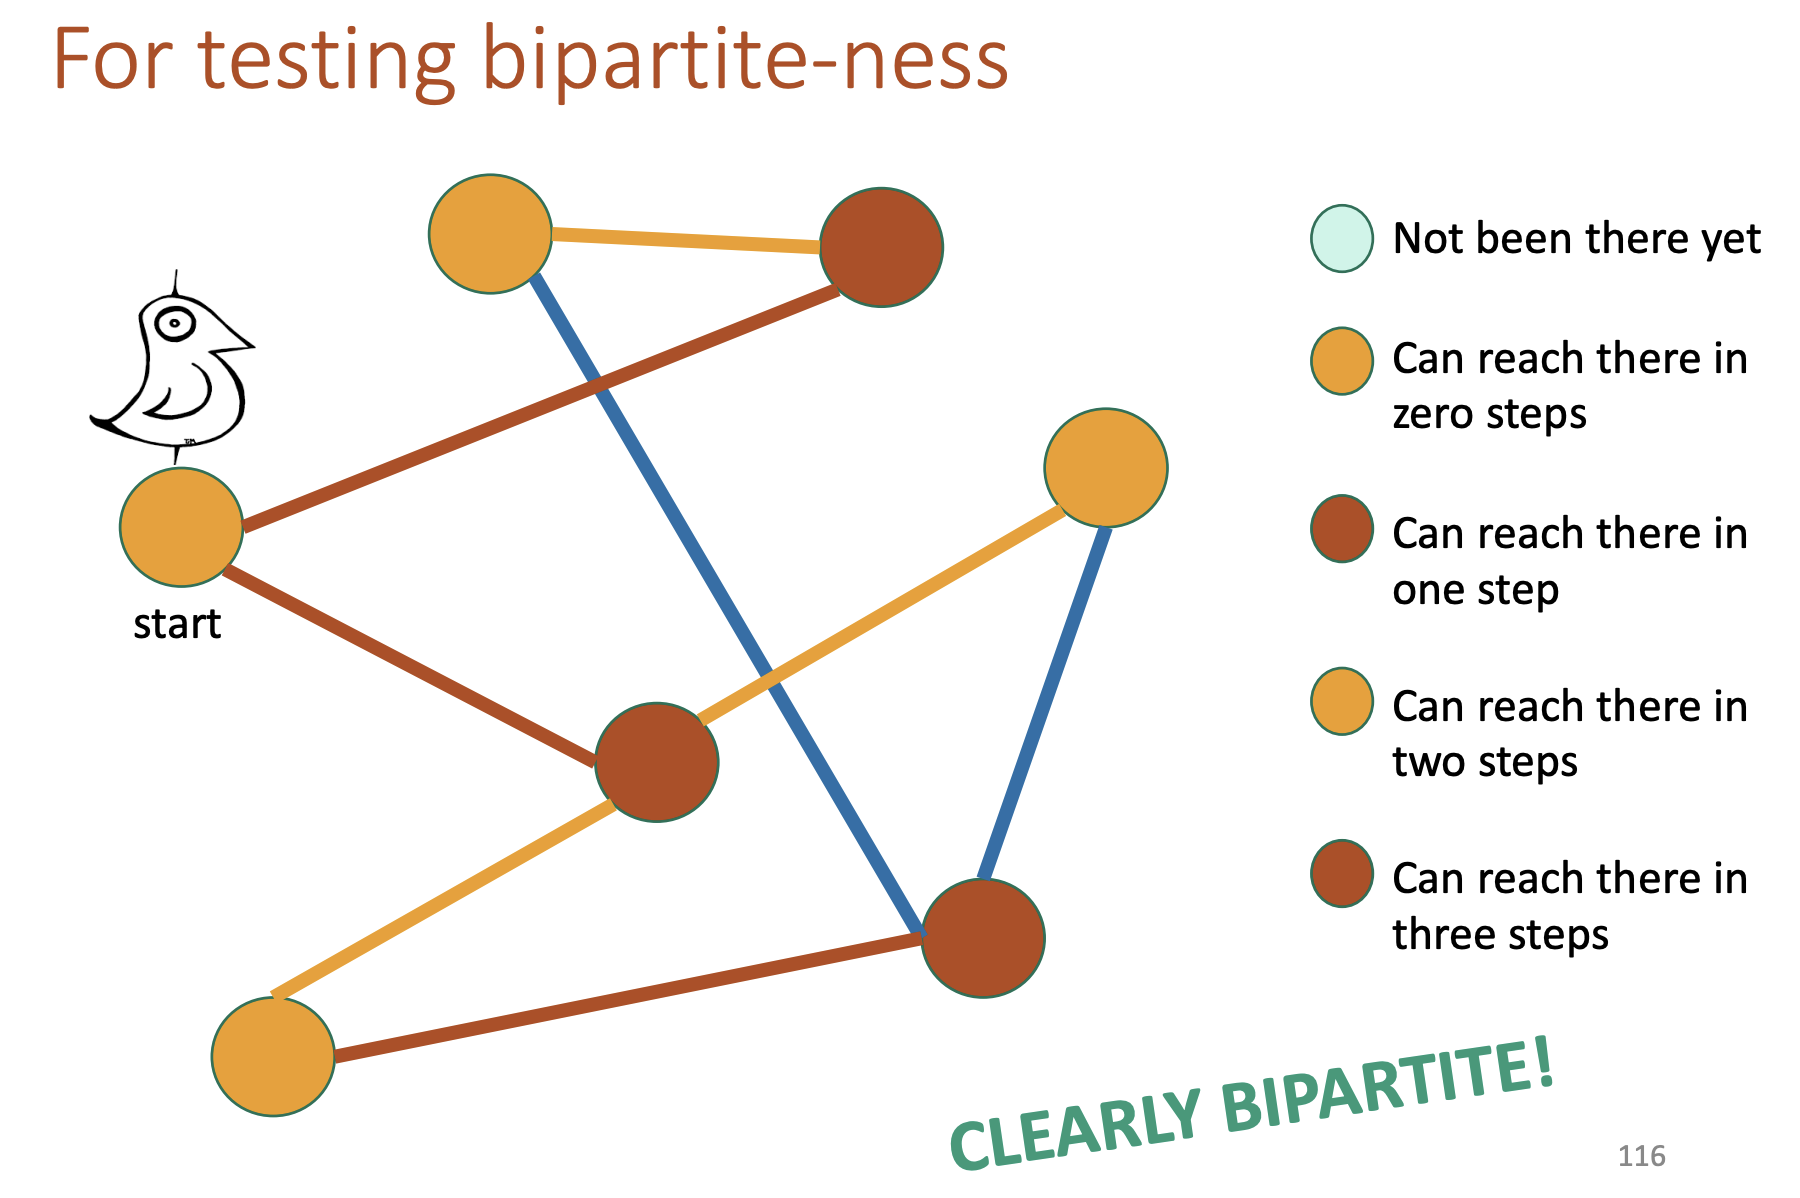 For testing bipartite-ness
Not been there yet
Can reach there in
zero steps
Can reach there in
one step
Can reach there in
two steps
Can reach there in
three steps
start
CLEARLY BIPARTITE!
116